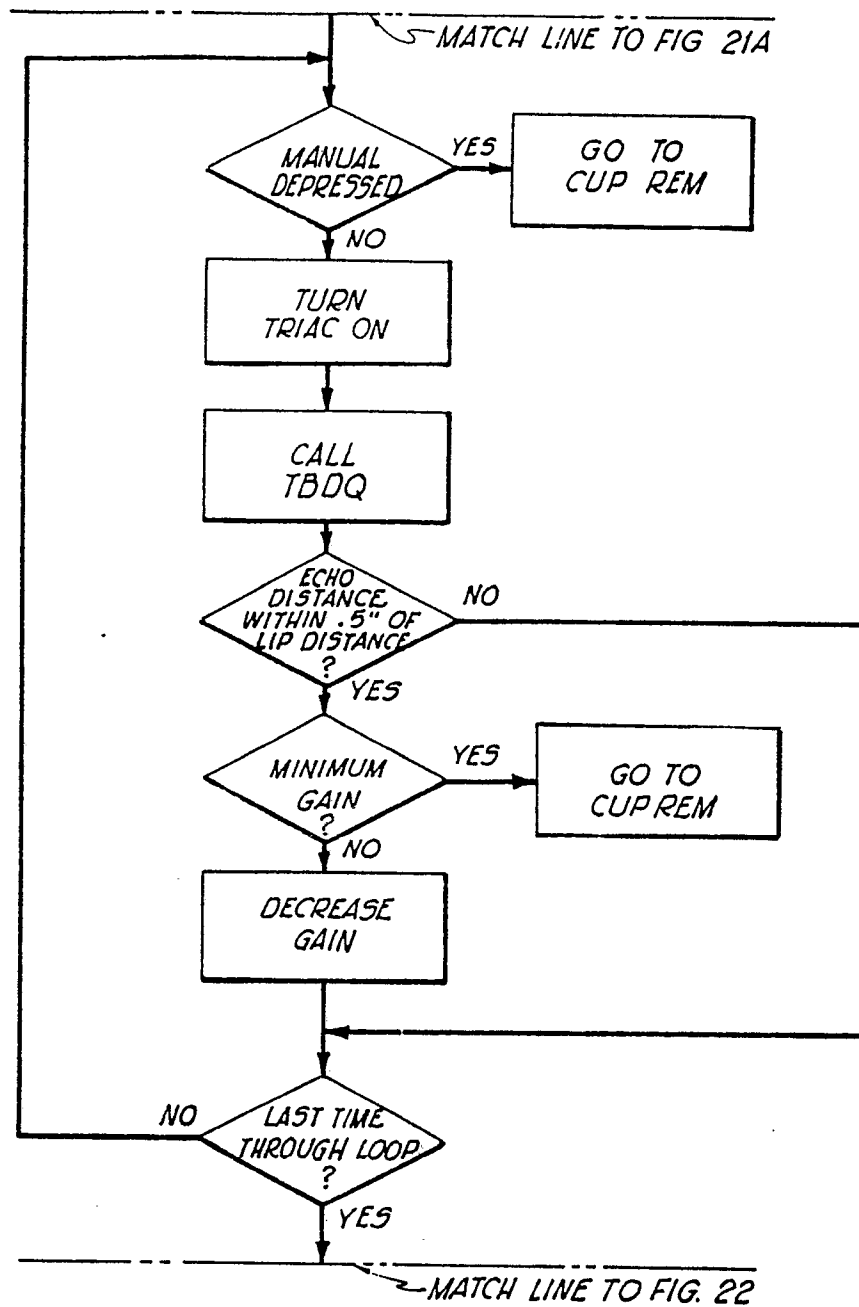 MATCH LINE TO FIG 21A
MANUAL
DEPRESSED
YES
GO TO
CUP REM
NO
TURN
TRIAC ON
CALL
TBDQ
ECHO
DISTANCE
WITHIN .5" OF
LIP DISTANCE
?
NO
YES
MINIMUM
GAIN
?
YES
GO TO
CUP REM
NO
DECREASE
GAIN
NO
LAST TIME
THROUGH LOOP
?
YES
MATCH LINE TO FIG. 22